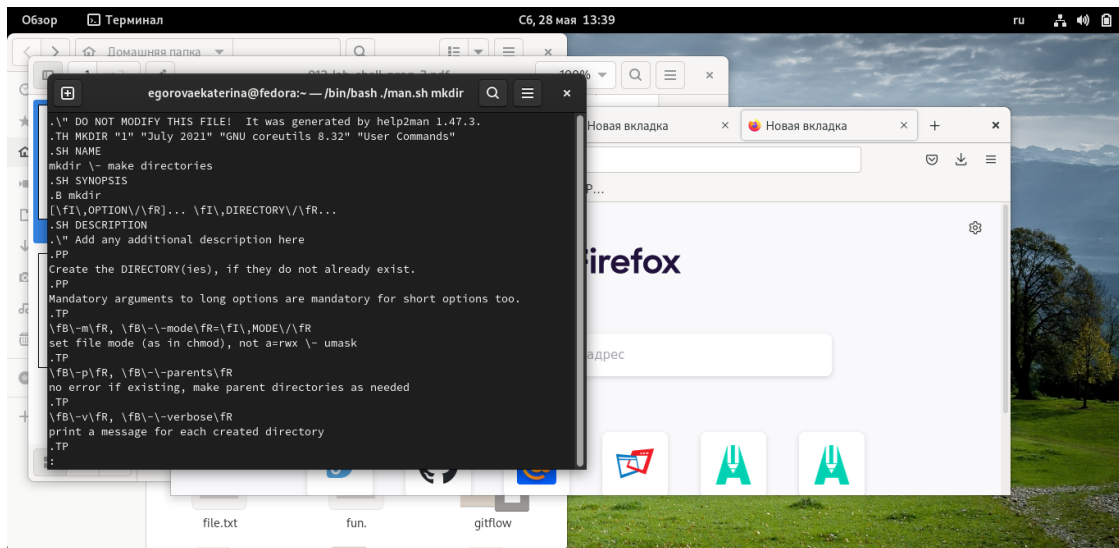 Обзор
Терминал
Сб, 28 мая 13:39
ru
Домашняя папка
egorovaekaterina@fedora:~ — /bin/bash ./man.sh mkdir
.\" DO NOT MODIFY THIS FILE!  It was generated by help2man 1.47.3.
.TH MKDIR "1" "July 2021" "GNU coreutils 8.32" "User Commands"
.SH NAME
mkdir \- make directories
.SH SYNOPSIS
.B mkdir
[\fI\,OPTION\/\fR]... \fI\,DIRECTORY\/\fR...
.SH DESCRIPTION
.\" Add any additional description here
.PP
Create the DIRECTORY(ies), if they do not already exist.
.PP
Mandatory arguments to long options are mandatory for short options too.
.TP
\fB\-m\fR, \fB\-\-mode\fR=\fI\,MODE\/\fR
set file mode (as in chmod), not a=rwx \- umask
.TP
\fB\-p\fR, \fB\-\-parents\fR
no error if existing, make parent directories as needed
.TP
\fB\-v\fR, \fB\-\-verbose\fR
print a message for each created directory
.TP
:
Новая вкладка
Новая вкладка
Р...
irefox
адрес
file.txt
fun.
gitflow